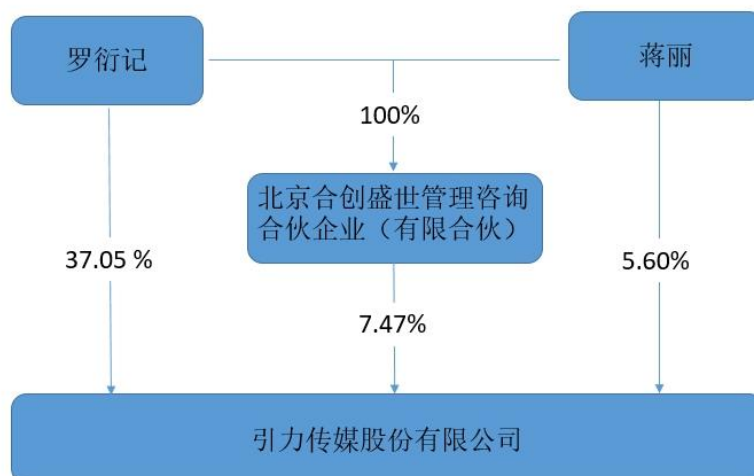 罗衍记
蒋丽
100%
北京合创盛世管理咨询
合伙企业（有限合伙）
37.05 %
5.60%
7.47%
引力传媒股份有限公司